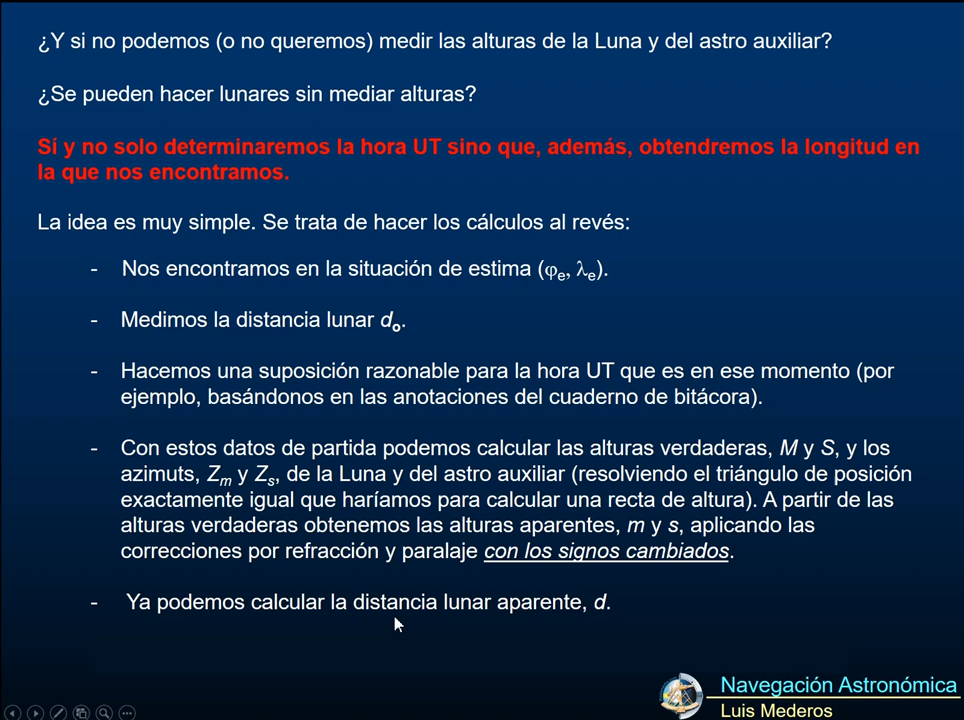 ¿Y si no podemos (o no queremos) medir las alturas de la Luna y del astro auxiliar?
¿Se pueden hacer lunares sin mediar alturas?
Sí y no solo determinaremos la hora UT sino que, además, obtendremos la longitud en
la que nos encontramos.
La idea es muy simple. Se trata de hacer los cálculos al revés:
- Nos encontramos en la situación de estima (φe, λe).
- Medimos la distancia lunar do.
- Hacemos una suposición razonable para la hora UT que es en ese momento (por
ejemplo, basándonos en las anotaciones del cuaderno de bitácora).
- Con estos datos de partida podemos calcular las alturas verdaderas, M y S, y los
azimuts, Zm y Zs, de la Luna y del astro auxiliar (resolviendo el triángulo de posición
exactamente igual que haríamos para calcular una recta de altura). A partir de las
alturas verdaderas obtenemos las alturas aparentes, m y s, aplicando las
correcciones por refracción y paralaje con los signos cambiados.
- Ya podemos calcular la distancia lunar aparente, d.
Navegación Astronómica
Luis Mederos